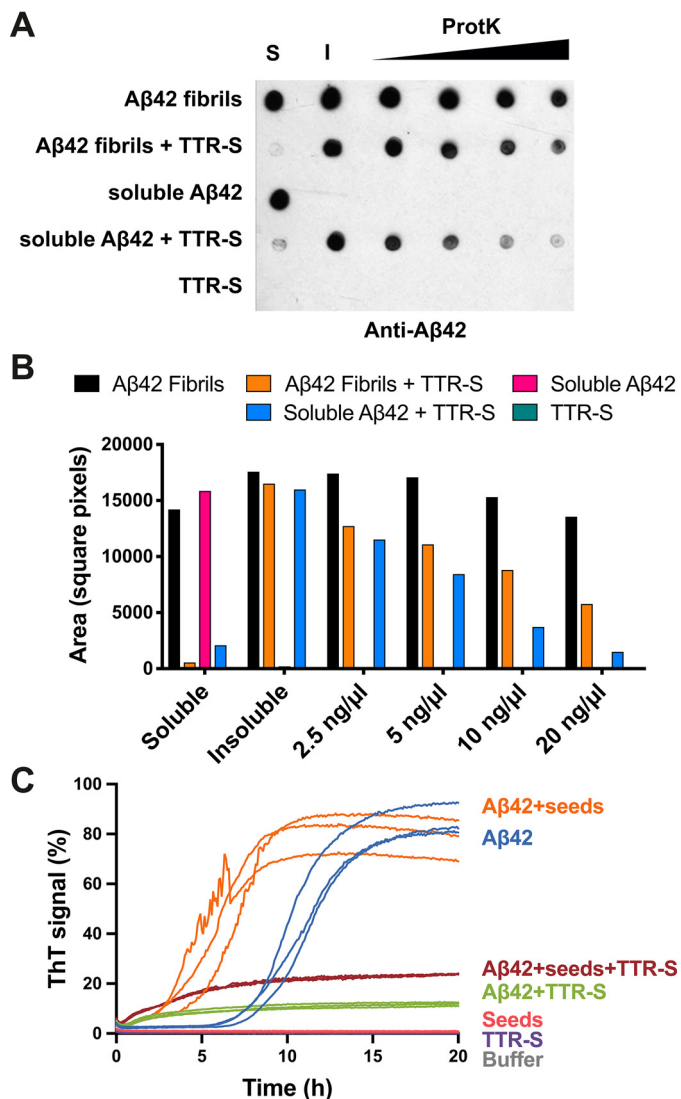 A
ProtK
S I
Aβ42 fibrils
Aβ42 fibrils + TTR-S
soluble Aβ42
soluble Aβ42 + TTR-S
TTR-S
Anti-Aβ42
B
Aβ42 Fibrils Aβ42 Fibrils + TTR-S Soluble Aβ42
Soluble Aβ42 + TTR-S TTR-S
Area (square pixels)
20000
15000
10000
5000
0
Soluble Insoluble 2.5 ng/µl 5 ng/µl 10 ng/µl 20 ng/µl
C
ThT signal (%)
100
80
60
40
20
0
Aβ42+seeds
Aβ42
Aβ42+seeds+TTR-S
Aβ42+TTR-S
Seeds
TTR-S
Buffer
0 5 10 15 20
Time (h)